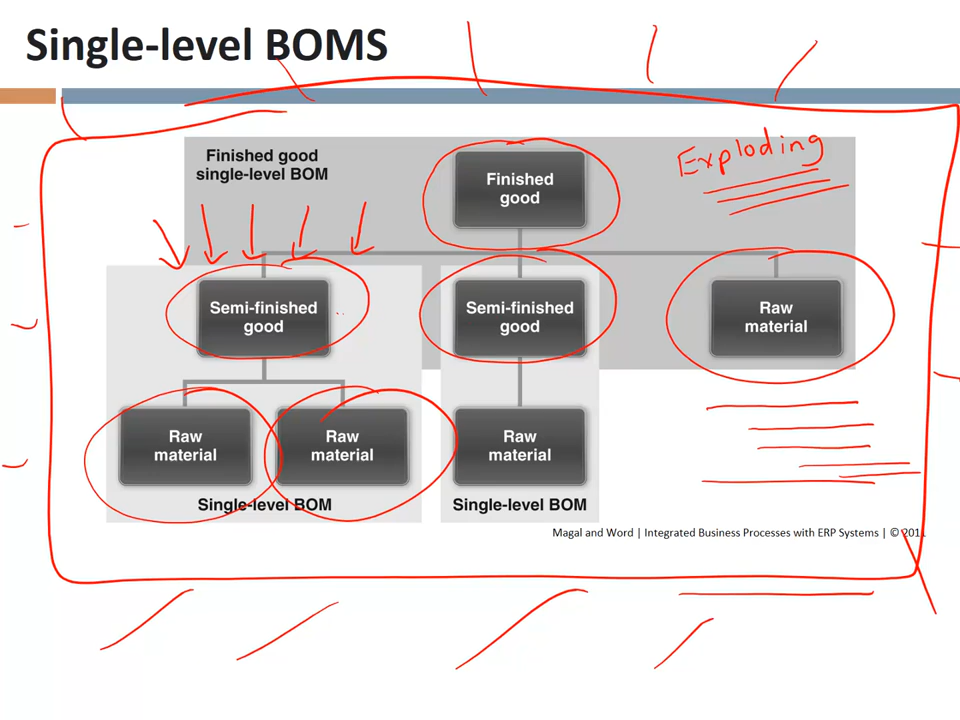 Single-level BOMS
Finished good
single-level BOM
Finished
good
Exploding
Semi-finished
good
Semi-finished
good
Raw
material
Raw
material
Raw
material
Raw
material
Single-level BOM
Single-level BOM
Magal and Word | Integrated Business Processes with ERP Systems | © 2011